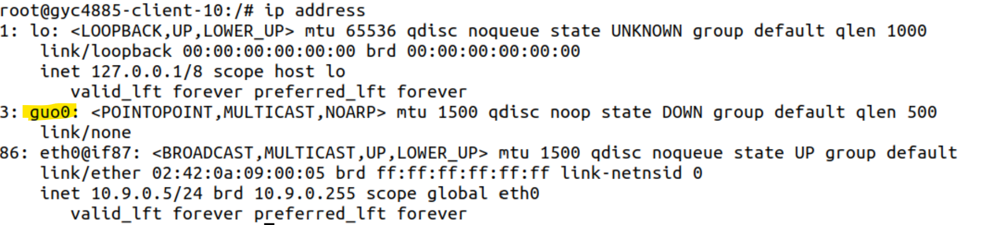 root@gyc4885-client-10:/# ip address
1: lo: <LOOPBACK,UP,LOWER_UP> mtu 65536 qdisc noqueue state UNKNOWN group default qlen 1000
    link/loopback 00:00:00:00:00:00 brd 00:00:00:00:00:00
    inet 127.0.0.1/8 scope host lo
       valid_lft forever preferred_lft forever
3: guo0: <POINTOPOINT,MULTICAST,NOARP> mtu 1500 qdisc noop state DOWN group default qlen 500
    link/none
86: eth0@if87: <BROADCAST,MULTICAST,UP,LOWER_UP> mtu 1500 qdisc noqueue state UP group default
    link/ether 02:42:0a:09:00:05 brd ff:ff:ff:ff:ff:ff link-netnsid 0
    inet 10.9.0.5/24 brd 10.9.0.255 scope global eth0
       valid_lft forever preferred_lft forever